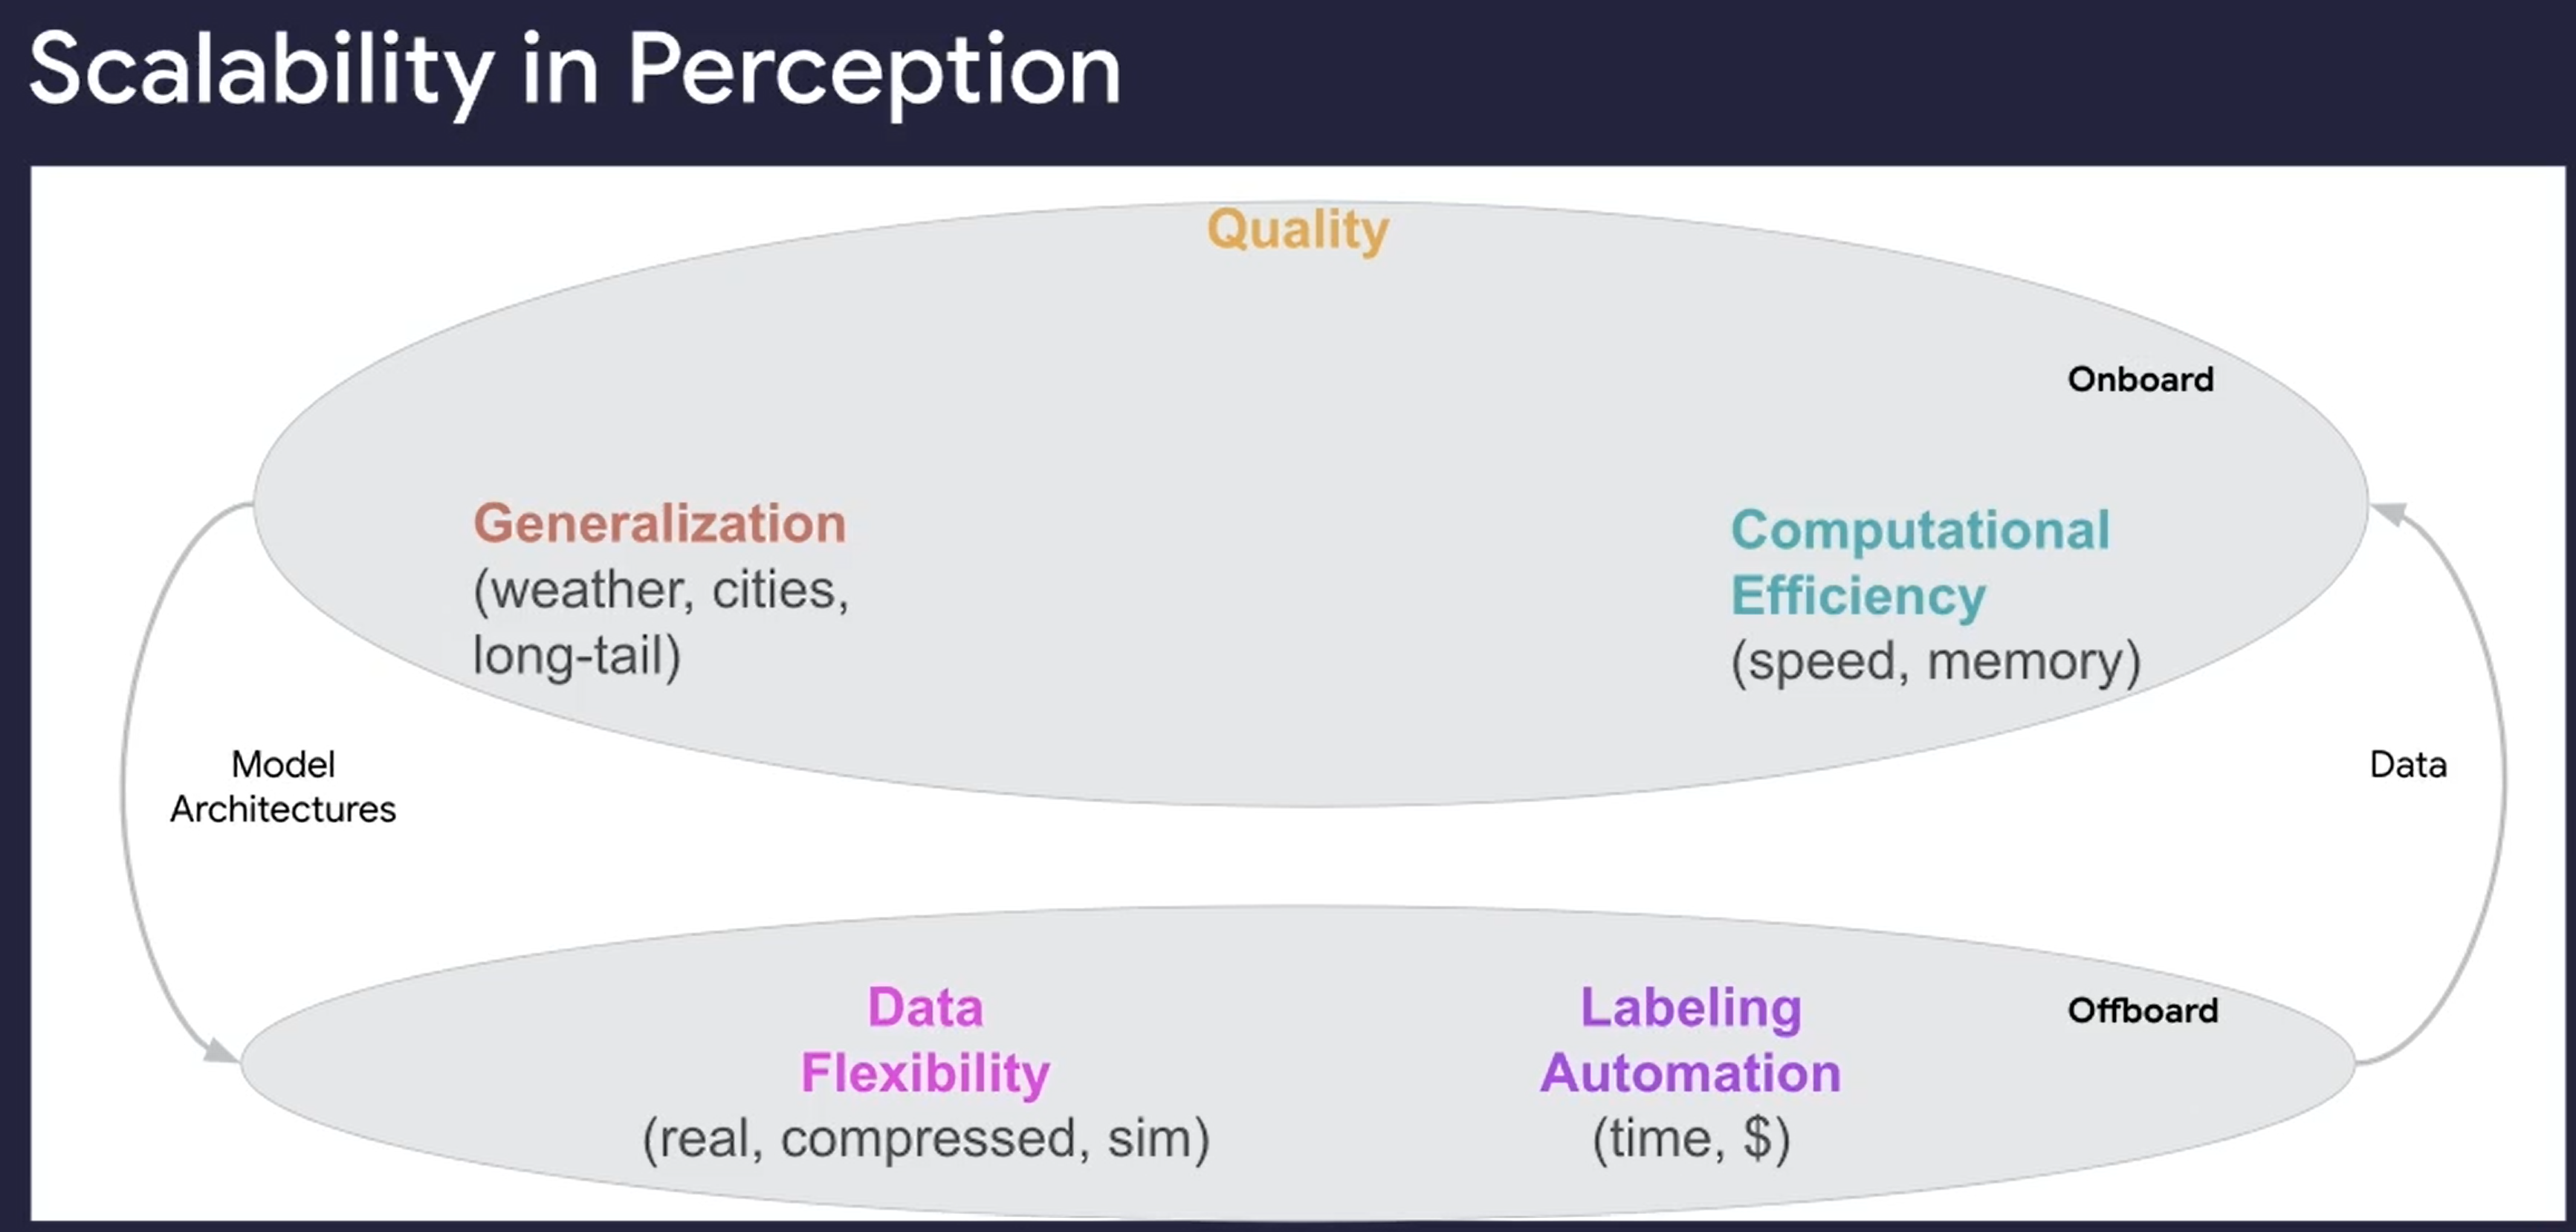 Scalability in Perception
Quality
Onboard
Generalization
(weather, cities,
long-tail)
Computational
Efficiency
(speed, memory)
Model
Architectures
Data
Data
Flexibility
(real, compressed, sim)
Labeling
Automation
(time, $)
Offboard